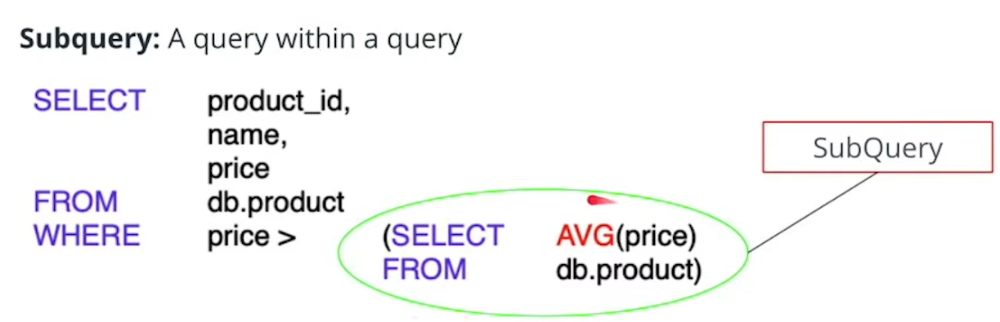 Subquery: A query within a query
SELECT product_id,
name,
price
FROM db.product
WHERE price > (SELECT AVG(price)
FROM db.product)
SubQuery